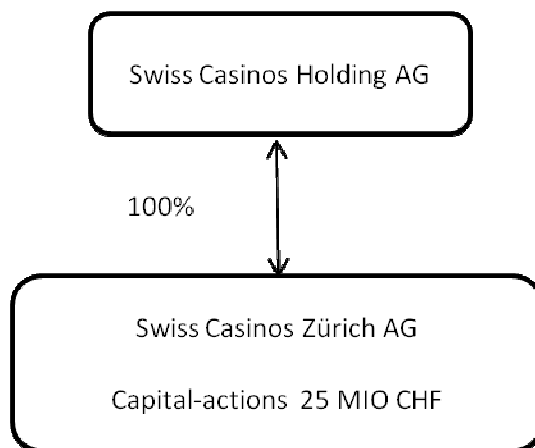 Swiss Casinos Holding AG
100%
Swiss Casinos Zürich AG
Capital-actions 25 MIO CHF